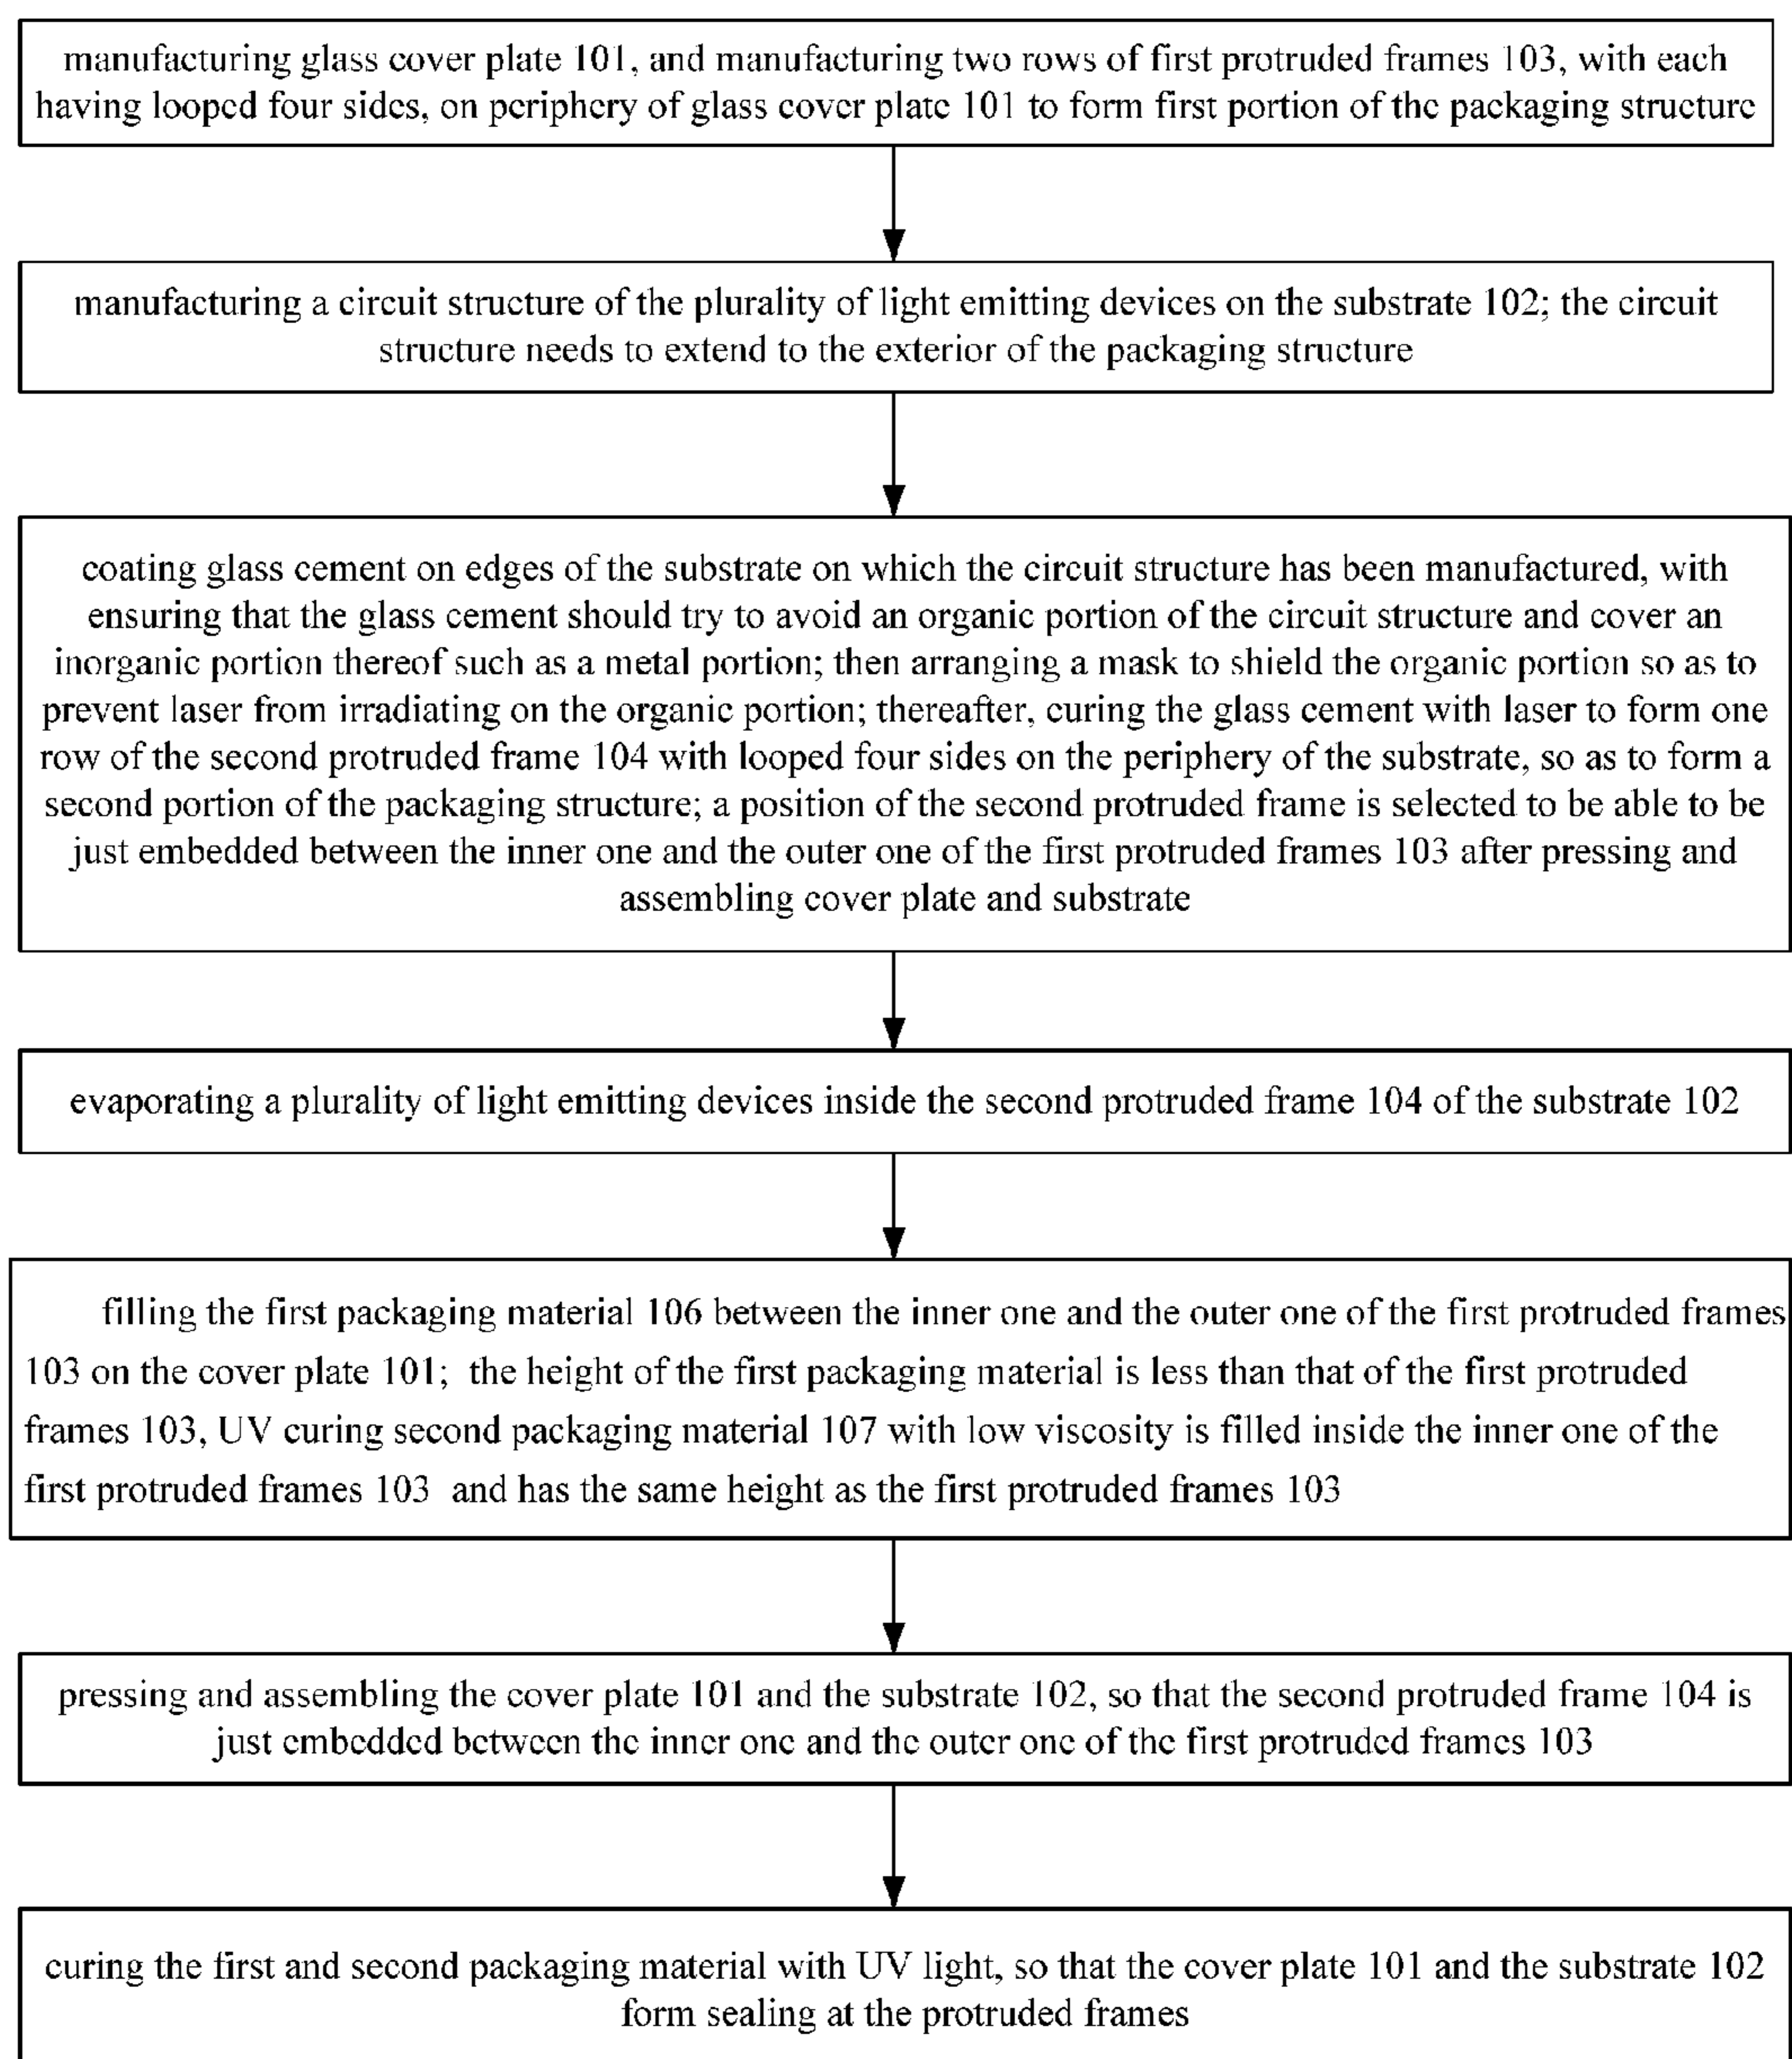 manufacturing glass cover plate 101, and manufacturing two rows of first protruded frames 103, with each
having looped four sides, on periphery of glass cover plate 101 to form first portion of the packaging structure
manufacturing a circuit structure of the plurality of light emitting devices on the substrate 102; the circuit
structure needs to extend to the exterior of the packaging structure
coating glass cement on edges of the substrate on which the circuit structure has been manufactured, with
ensuring that the glass cement should try to avoid an organic portion of the circuit structure and cover an
inorganic portion thereof such as a metal portion; then arranging a mask to shield the organic portion so as to
prevent laser from irradiating on the organic portion; thereafter, curing the glass cement with laser to form one
row of the second protruded frame 104 with looped four sides on the periphery of the substrate, so as to form a
second portion of the packaging structure; a position of the second protruded frame is selected to be able to be
just embedded between the inner one and the outer one of the first protruded frames 103 after pressing and
assembling cover plate and substrate
evaporating a plurality of light emitting devices inside the second protruded frame 104 of the substrate 102
filling the first packaging material 106 between the inner one and the outer one of the first protruded frames
103 on the cover plate 101; the height of the first packaging material is less than that of the first protruded
frames 103, UV curing second packaging material 107 with low viscosity is filled inside the inner one of the
first protruded frames 103 and has the same height as the first protruded frames 103
pressing and assembling the cover plate 101 and the substrate 102, so that the second protruded frame 104 is
just embedded between the inner one and the outer one of the first protruded frames 103
curing the first and second packaging material with UV light, so that the cover plate 101 and the substrate 102
form sealing at the protruded frames